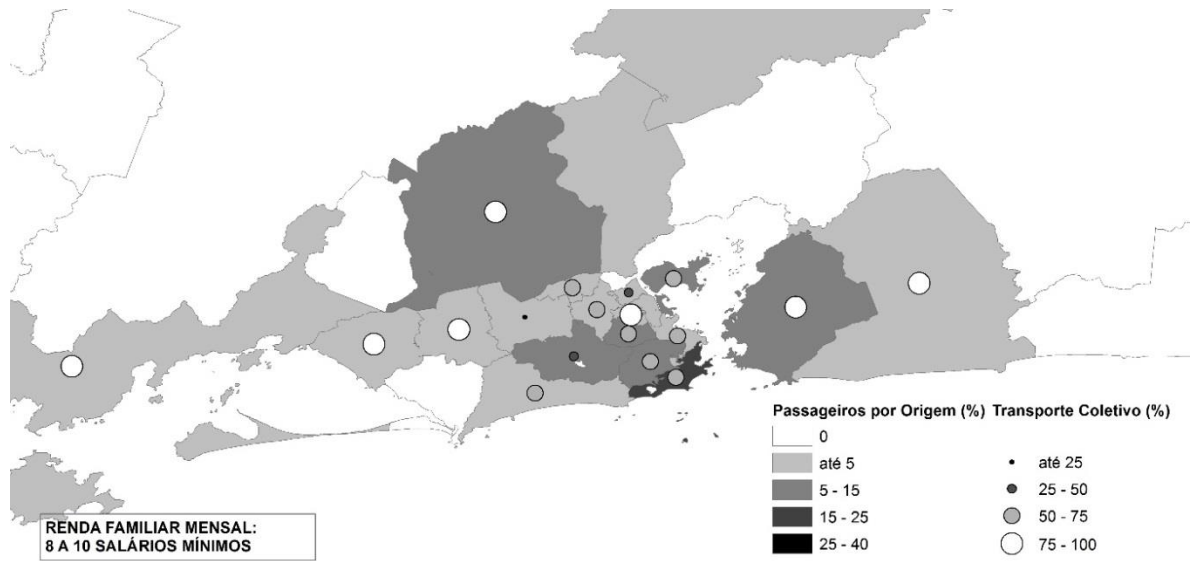 Passageiros por Origem (%) Transporte Coletivo (%)
0
até 5 até 25
5 - 15 25 - 50
15 - 25 50 - 75
25 - 40 75 - 100
RENDA FAMILIAR MENSAL:
8 A 10 SALÁRIOS MÍNIMOS